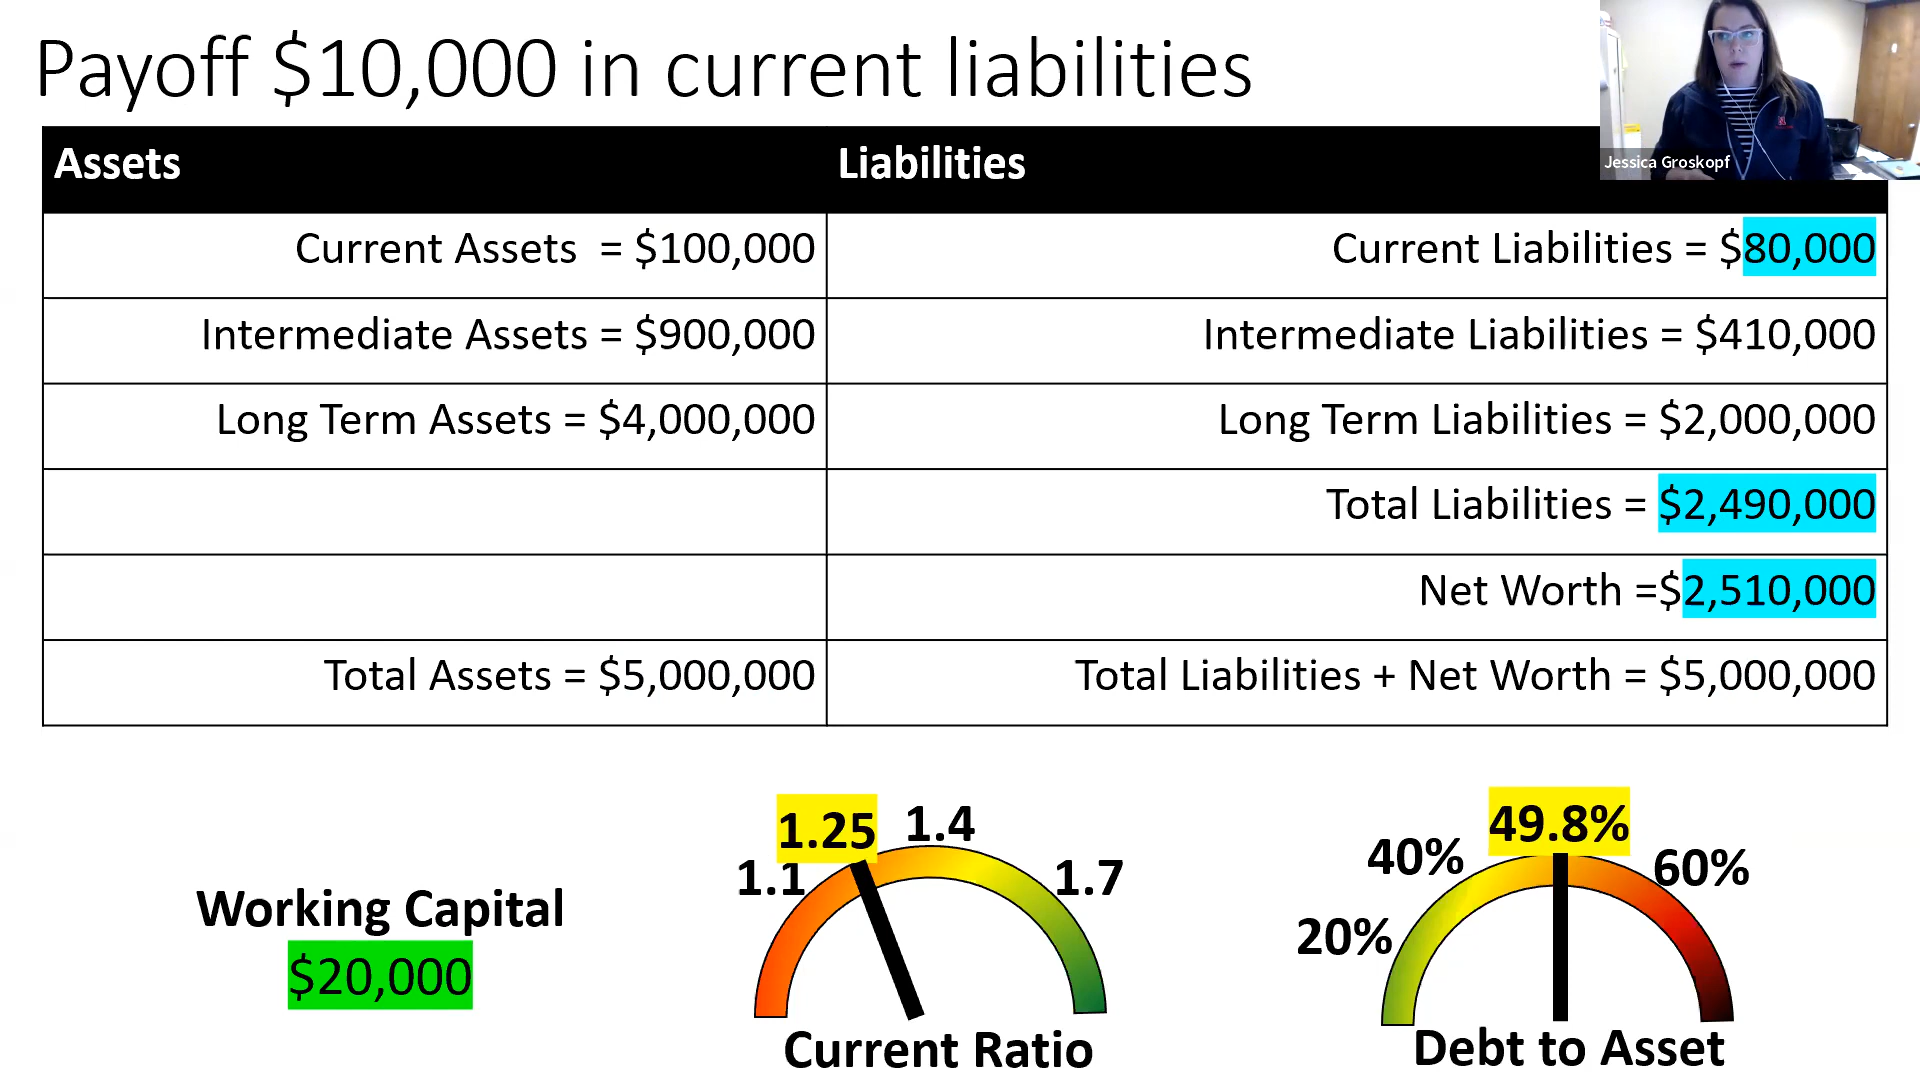 Payoff $10,000 in current liabilities
Jessica Groskopf
Assets
Liabilities
Current Assets = $100,000
Current Liabilities = $80,000
Intermediate Assets = $900,000
Intermediate Liabilities = $410,000
Long Term Assets = $4,000,000
Long Term Liabilities = $2,000,000
Total Liabilities = $2,490,000
Net Worth =$2,510,000
Total Assets = $5,000,000
Total Liabilities + Net Worth = $5,000,000
Working Capital
$20,000
1.1
1.25
1.4
1.7
Current Ratio
20%
40%
49.8%
60%
Debt to Asset